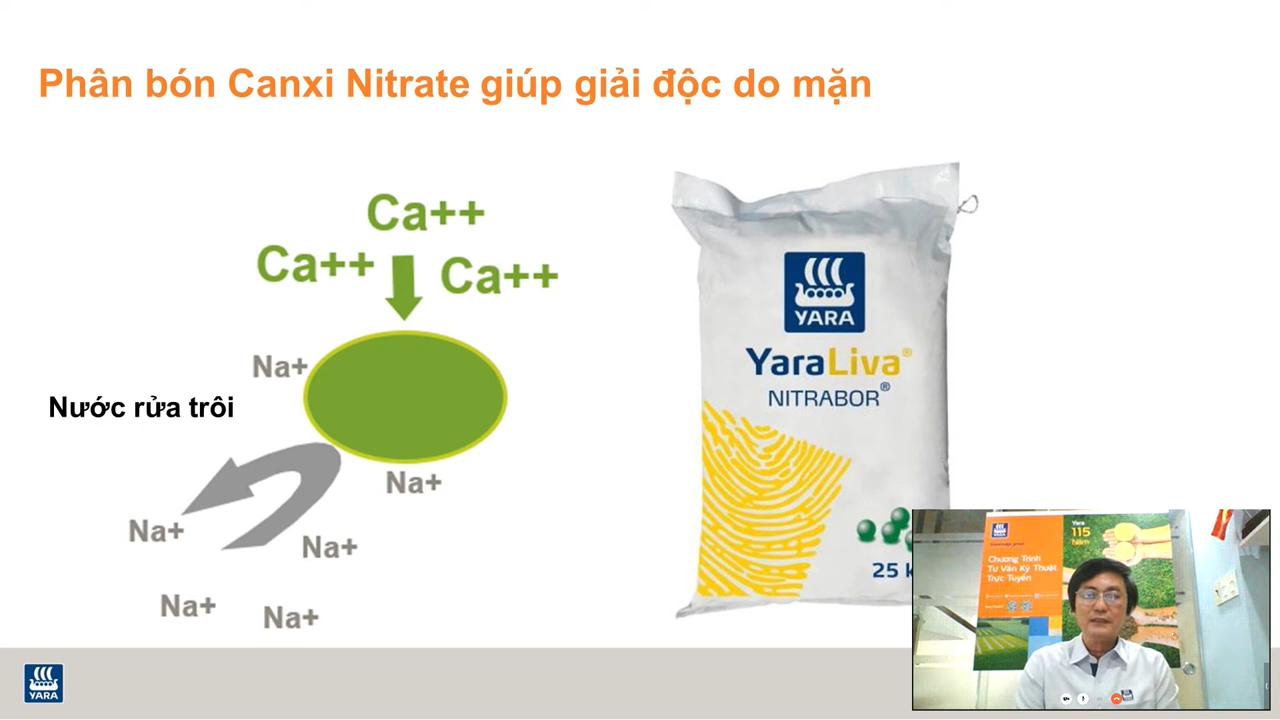 Phân bón Canxi Nitrate giúp giải độc do mặn
Ca++
Ca++
Ca++
Na+
Nước rửa trôi
Na+
Na+
Na+
Na+
Na+
YARA
YaraLiva®
NITRABOR®
25 k
YARA
Yara
115
Năm
Chương Trình
Tư Vấn Kỹ Thuật
Trực Tuyến